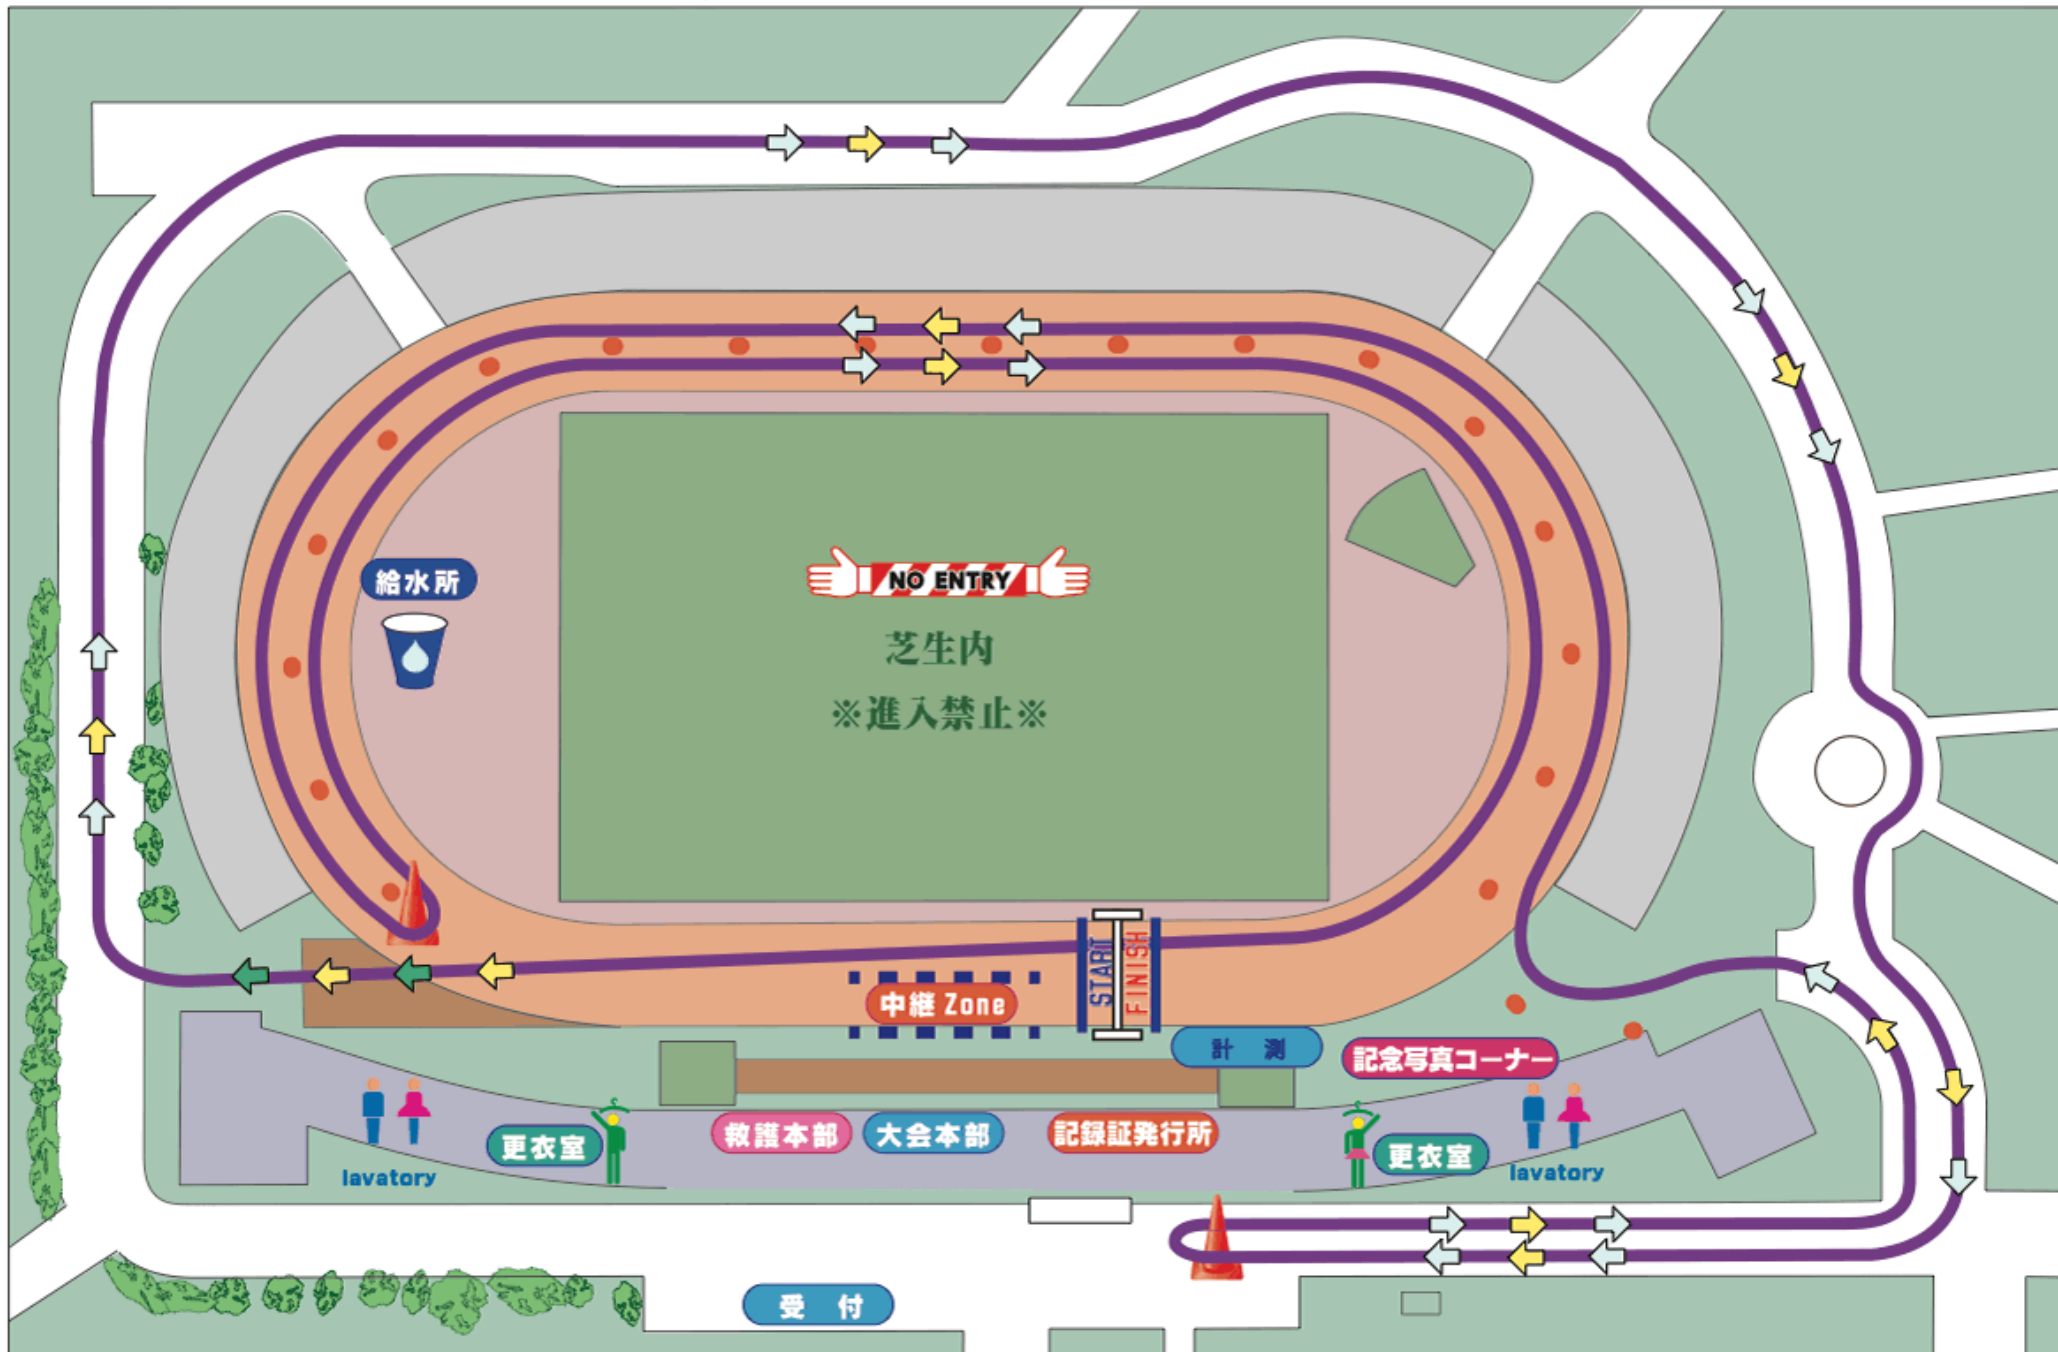 給水所
NO ENTRY
芝生内
※進入禁止※
START
FINISH
中継 Zone
計 測
記念写真コーナー
更衣室
救護本部
大会本部
記録証発行所
更衣室
lavatory
lavatory
受 付